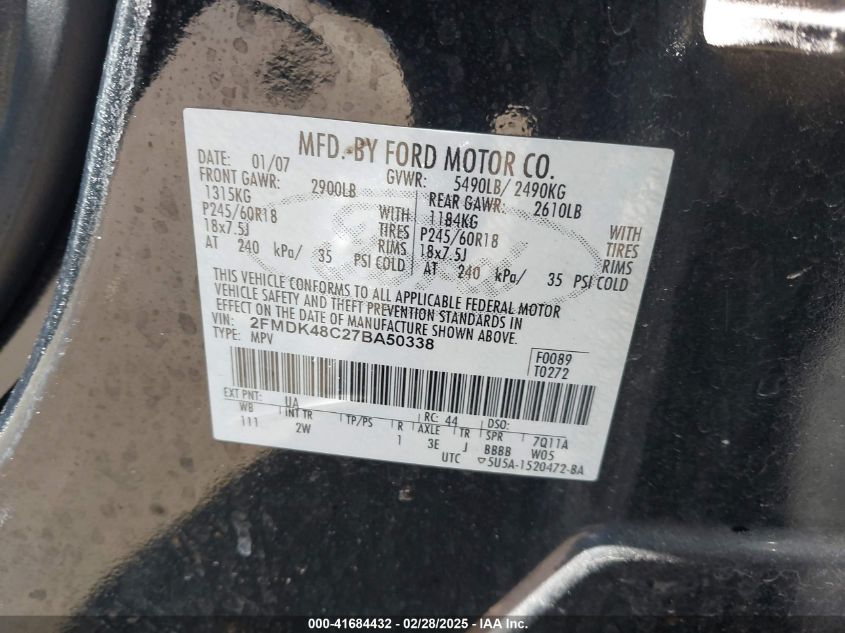 MFD. BY FORD MOTOR CO.
DATE: 01/07 GVWR: 5490LB/ 2490KG
FRONT GAWR: 2900LB REAR GAWR: 2610LB
1315KG WITH 1184KG WITH
P245/60R18 TIRES P245/60R18 TIRES
18x7.5J RIMS 18x7.5J RIMS
AT 240 kPa/ 35 PSI COLD AT 240 kPa/ 35 PSI COLD
THIS VEHICLE CONFORMS TO ALL APPLICABLE FEDERAL MOTOR
VEHICLE SAFETY AND THEFT PREVENTION STANDARDS IN
EFFECT ON THE DATE OF MANUFACTURE SHOWN ABOVE.
VIN: 2FMDK48C27BA50338
TYPE: MPV
F0089
T0272
EXT PNT: UA RC: 44 DSO:
WB INT TR TP/PS R AXLE TR SPR 7Q11A
111 2W 1 3E J BBBB W05
UTC ▽5U5A-1520472-BA
000-41684432 - 02/28/2025 - IAA Inc.